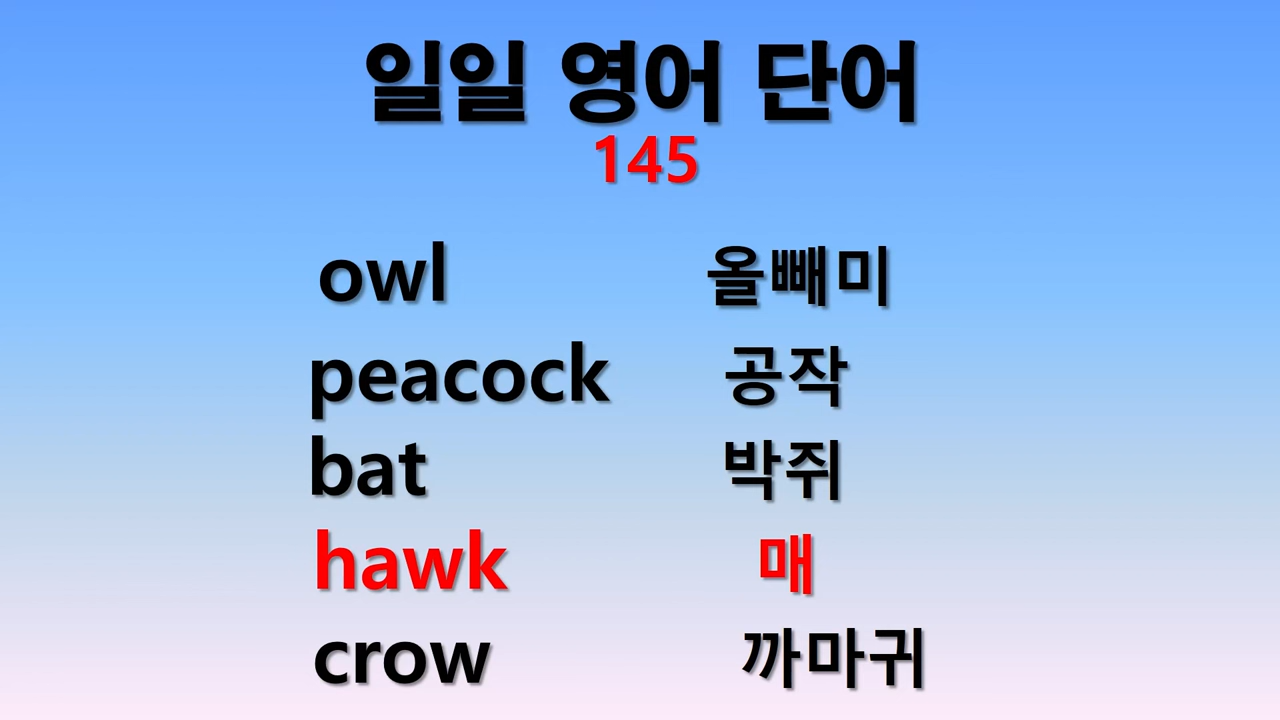 일일 영어 단어
145
owl 올빼미
peacock 공작
bat 박쥐
hawk 매
crow 까마귀